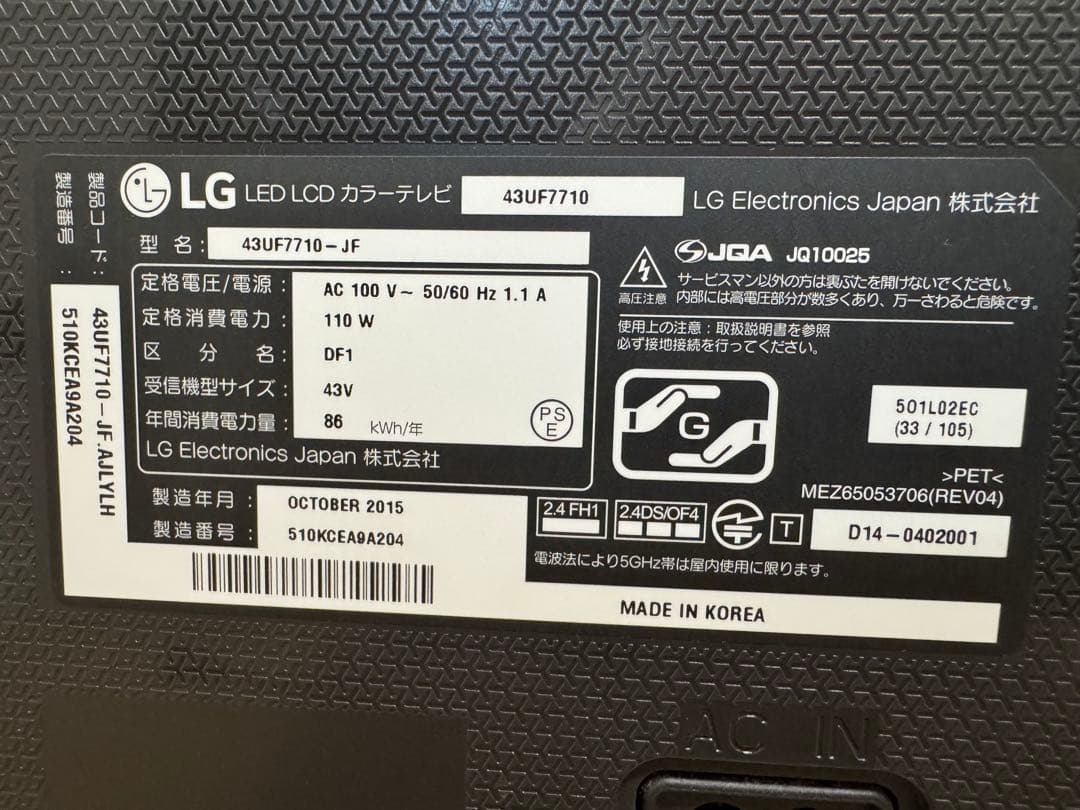 LG LED LCD カラーテレビ 43UF7710 LG Electronics Japan 株式会社
型 名: 43UF7710-JF
製品コード: 43UF7710-JF.AJLYLH
製造番号: 510KCEA9A204
定格電圧/電源: AC 100 V~ 50/60 Hz 1.1 A
定格消費電力: 110 W
区 分 名: DF1
受信機型サイズ: 43V
年間消費電力量: 86 kWh/年
PS
E
LG Electronics Japan 株式会社
製造年月: OCTOBER 2015
製造番号: 510KCEA9A204
JQA JQ10025
高圧注意
サービスマン以外の方は裏ぶたを開けないでください。
内部には高電圧部分が数多くあり、万一さわると危険です。
使用上の注意:取扱説明書を参照
必ず接地接続を行ってください。
G
501L02EC
(33 / 105)
>PET<
MEZ65053706(REV04)
2.4 FH1
2.4DS/OF4
T
D14-0402001
電波法により5GHz帯は屋内使用に限ります。
MADE IN KOREA
AC IN